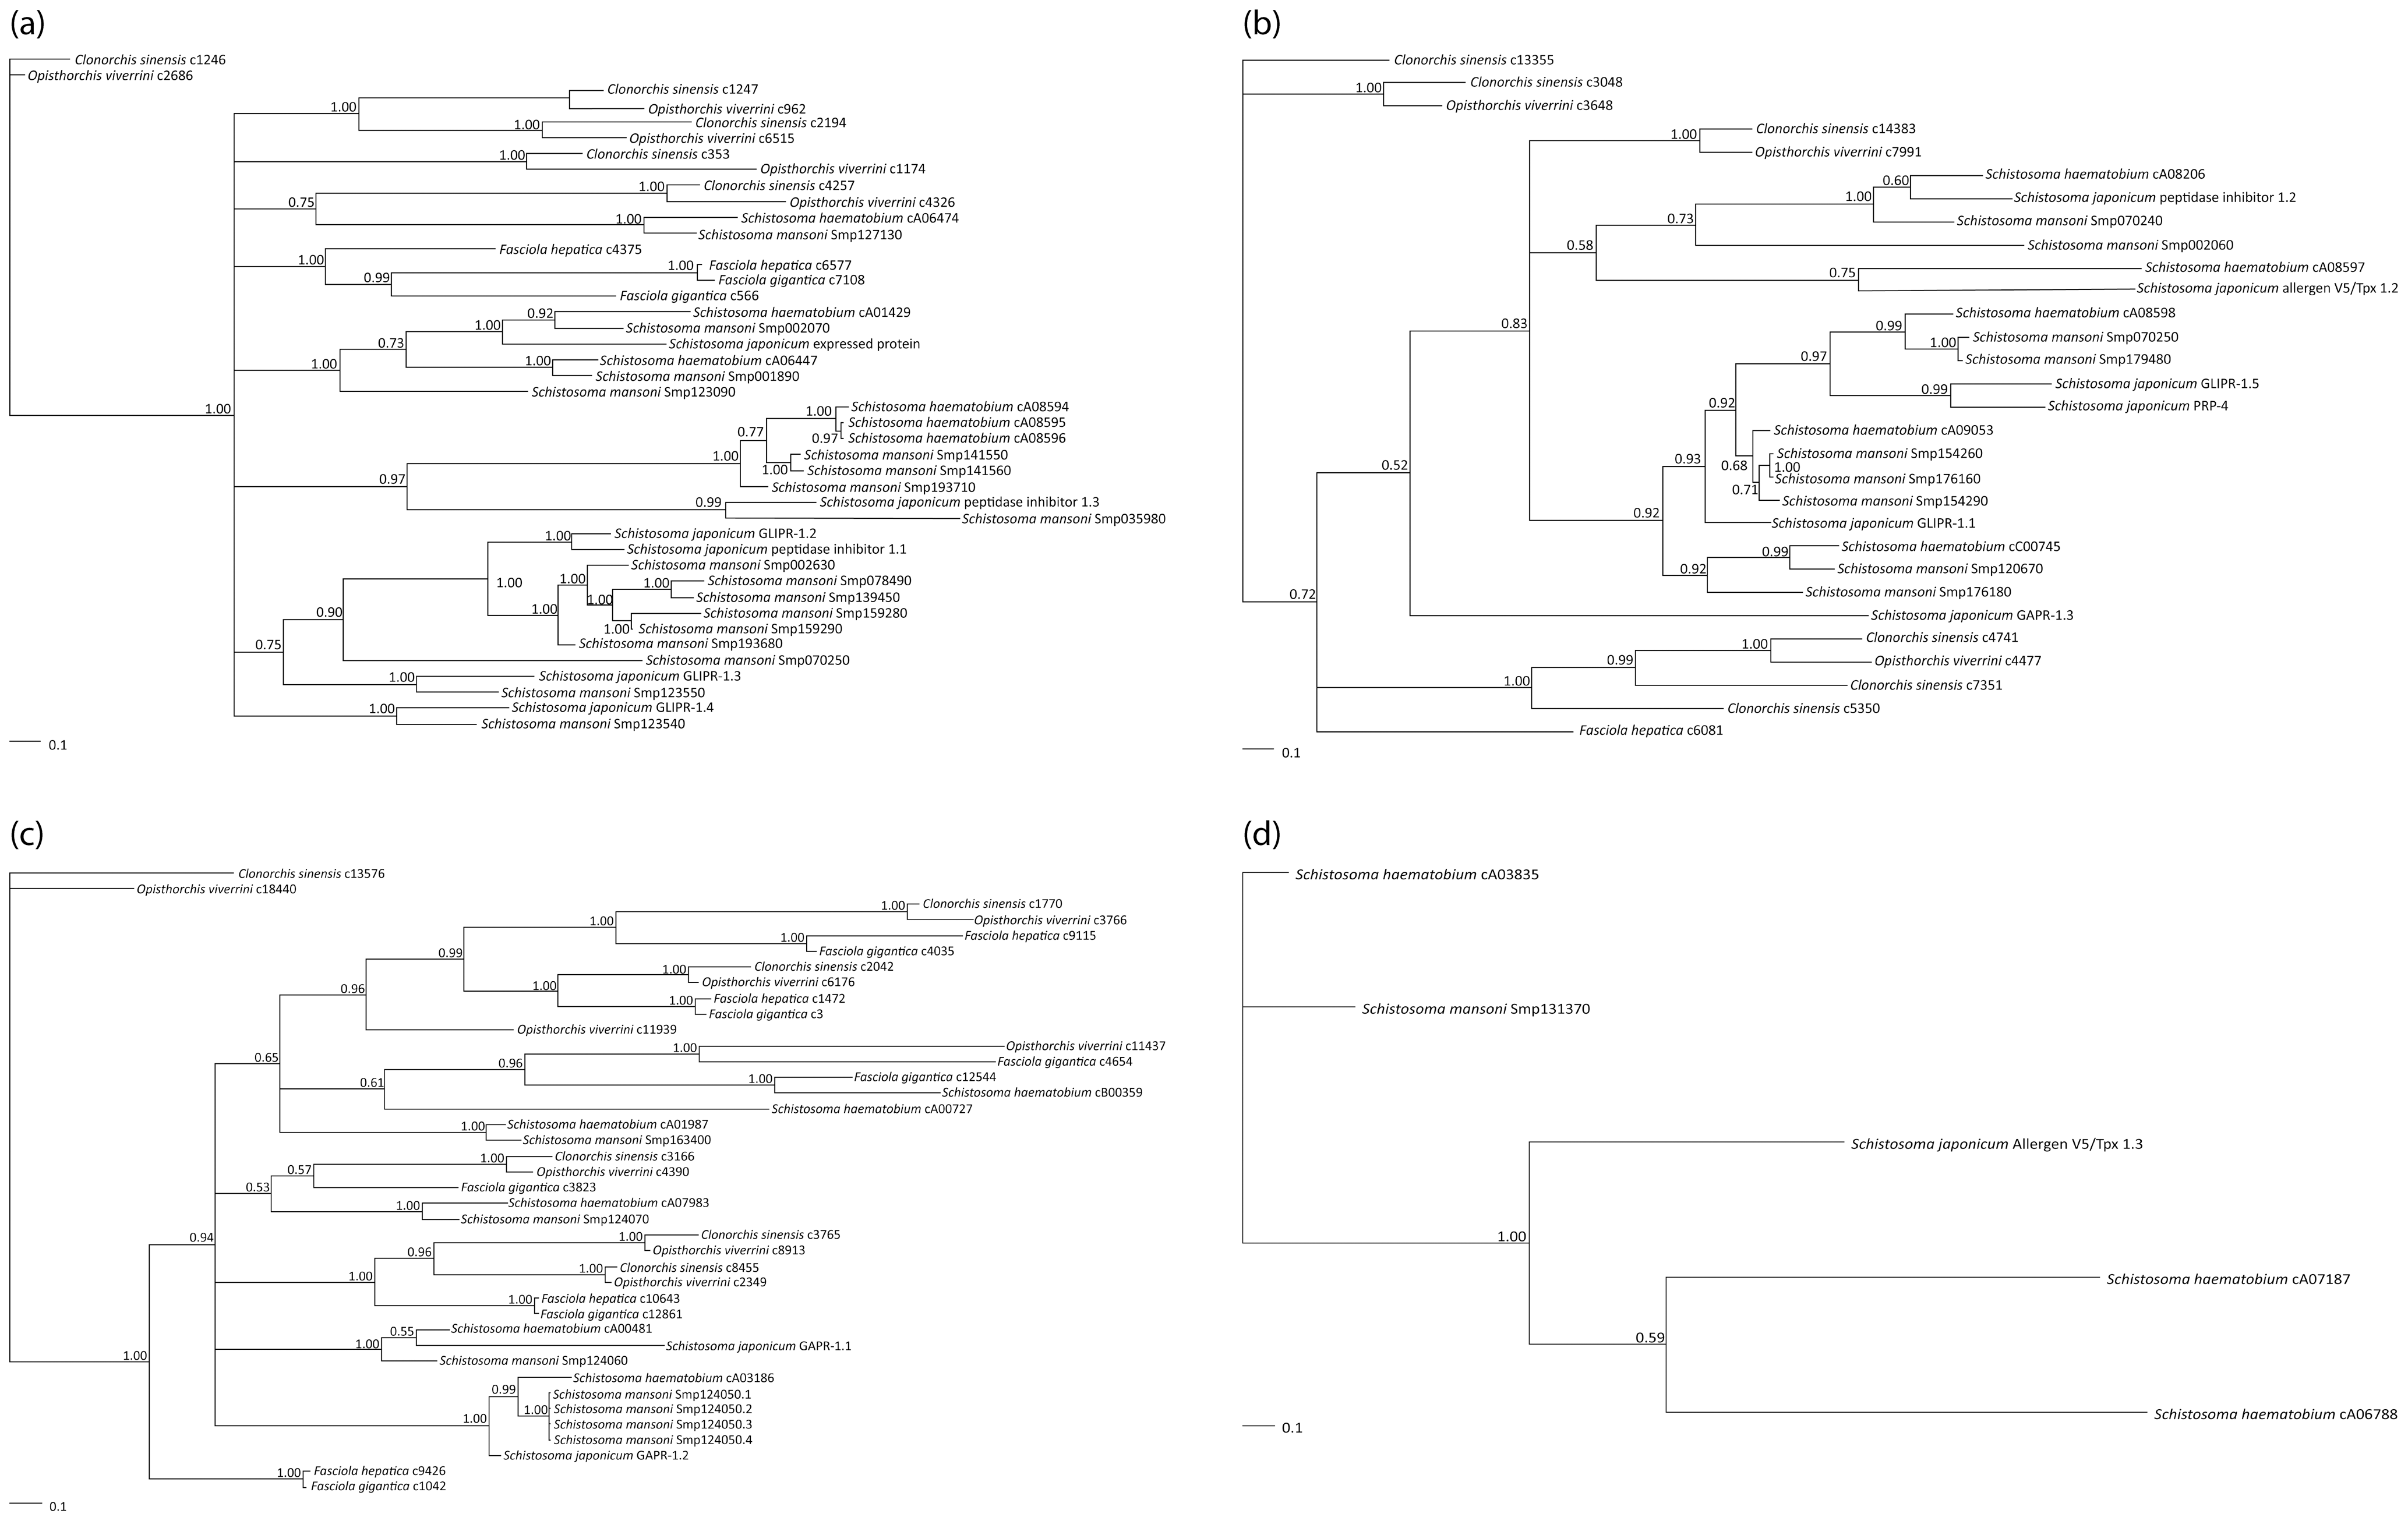 (a)
Clonorchis sinensis c1246
Opisthorchis viverrini c2686
Clonorchis sinensis c1247
1.00
Opisthorchis viverrini c962
Clonorchis sinensis c2194
1.00
Opisthorchis viverrini c6515
Clonorchis sinensis c353
1.00
Opisthorchis viverrini c1174
Clonorchis sinensis c4257
1.00
Opisthorchis viverrini c4326
0.75
Schistosoma haematobium cA06474
1.00
Schistosoma mansoni Smp127130
Fasciola hepatica c4375
1.00
Fasciola hepatica c6577
1.00
Fasciola gigantica c7108
0.99
Fasciola gigantica c566
Schistosoma haematobium cA01429
0.92
Schistosoma mansoni Smp002070
1.00
Schistosoma japonicum expressed protein
0.73
Schistosoma haematobium cA06447
1.00
Schistosoma mansoni Smp001890
1.00
Schistosoma mansoni Smp123090
1.00
Schistosoma haematobium cA08594
1.00
Schistosoma haematobium cA08595
0.97
Schistosoma haematobium cA08596
0.77
Schistosoma mansoni Smp141550
1.00
Schistosoma mansoni Smp141560
1.00
Schistosoma mansoni Smp193710
0.97
Schistosoma japonicum peptidase inhibitor 1.3
0.99
Schistosoma mansoni Smp035980
Schistosoma japonicum GLIPR-1.2
1.00
Schistosoma japonicum peptidase inhibitor 1.1
Schistosoma mansoni Smp002630
1.00
1.00
Schistosoma mansoni Smp078490
1.00
Schistosoma mansoni Smp139450
1.00
Schistosoma mansoni Smp159280
1.00
Schistosoma mansoni Smp159290
1.00
Schistosoma mansoni Smp193680
0.90
Schistosoma mansoni Smp070250
0.75
Schistosoma japonicum GLIPR-1.3
1.00
Schistosoma mansoni Smp123550
Schistosoma japonicum GLIPR-1.4
1.00
Schistosoma mansoni Smp123540
0.1
(b)
Clonorchis sinensis c13355
Clonorchis sinensis c3048
1.00
Opisthorchis viverrini c3648
Clonorchis sinensis c14383
1.00
Opisthorchis viverrini c7991
Schistosoma haematobium cA08206
0.60
Schistosoma japonicum peptidase inhibitor 1.2
1.00
Schistosoma mansoni Smp070240
0.73
Schistosoma mansoni Smp002060
0.58
Schistosoma haematobium cA08597
0.75
Schistosoma japonicum allergen V5/Tpx 1.2
0.83
Schistosoma haematobium cA08598
0.99
Schistosoma mansoni Smp070250
1.00
Schistosoma mansoni Smp179480
0.97
Schistosoma japonicum GLIPR-1.5
0.99
Schistosoma japonicum PRP-4
0.92
Schistosoma haematobium cA09053
Schistosoma mansoni Smp154260
0.68
1.00
Schistosoma mansoni Smp176160
0.71
Schistosoma mansoni Smp154290
0.93
Schistosoma japonicum GLIPR-1.1
0.92
Schistosoma haematobium cC00745
0.99
Schistosoma mansoni Smp120670
0.92
Schistosoma mansoni Smp176180
0.52
Schistosoma japonicum GAPR-1.3
0.72
Clonorchis sinensis c4741
1.00
Opisthorchis viverrini c4477
0.99
Clonorchis sinensis c7351
1.00
Clonorchis sinensis c5350
Fasciola hepatica c6081
0.1
(c)
Clonorchis sinensis c13576
Opisthorchis viverrini c18440
Clonorchis sinensis c1770
1.00
Opisthorchis viverrini c3766
1.00
Fasciola hepatica c9115
1.00
Fasciola gigantica c4035
0.99
Clonorchis sinensis c2042
1.00
Opisthorchis viverrini c6176
1.00
Fasciola hepatica c1472
1.00
Fasciola gigantica c3
0.96
Opisthorchis viverrini c11939
0.65
Opisthorchis viverrini c11437
1.00
Fasciola gigantica c4654
0.96
Fasciola gigantica c12544
1.00
Schistosoma haematobium cB00359
0.61
Schistosoma haematobium cA00727
Schistosoma haematobium cA01987
1.00
Schistosoma mansoni Smp163400
Clonorchis sinensis c3166
1.00
Opisthorchis viverrini c4390
0.57
Fasciola gigantica c3823
0.53
Schistosoma haematobium cA07983
1.00
Schistosoma mansoni Smp124070
0.94
Clonorchis sinensis c3765
1.00
Opisthorchis viverrini c8913
0.96
Clonorchis sinensis c8455
1.00
Opisthorchis viverrini c2349
1.00
Fasciola hepatica c10643
1.00
Fasciola gigantica c12861
Schistosoma haematobium cA00481
0.55
Schistosoma japonicum GAPR-1.1
1.00
Schistosoma mansoni Smp124060
1.00
Schistosoma haematobium cA03186
0.99
Schistosoma mansoni Smp124050.1
1.00
Schistosoma mansoni Smp124050.2
1.00
Schistosoma mansoni Smp124050.3
Schistosoma mansoni Smp124050.4
Schistosoma japonicum GAPR-1.2
Fasciola hepatica c9426
1.00
Fasciola gigantica c1042
0.1
(d)
Schistosoma haematobium cA03835
Schistosoma mansoni Smp131370
Schistosoma japonicum Allergen V5/Tpx 1.3
1.00
Schistosoma haematobium cA07187
0.59
Schistosoma haematobium cA06788
0.1